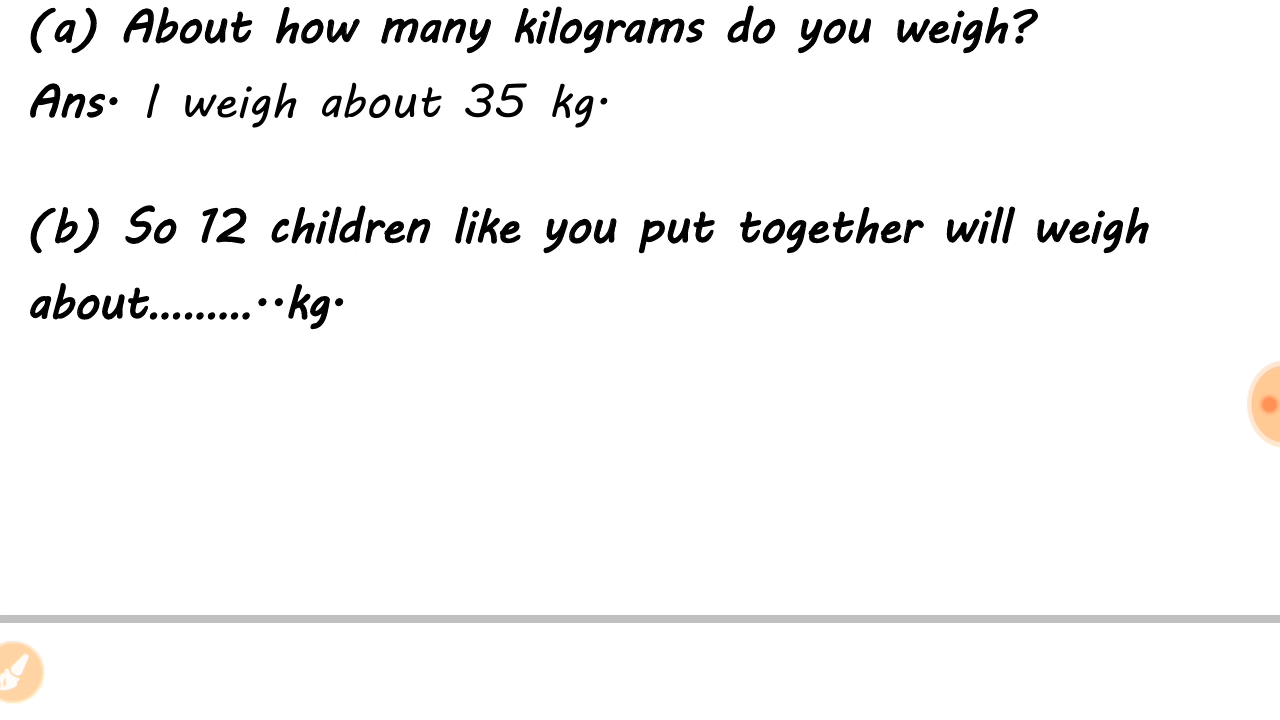 (a) About how many kilograms do you weigh?
Ans. I weigh about 35 kg.
(b) So 12 children like you put together will weigh
about...........kg.